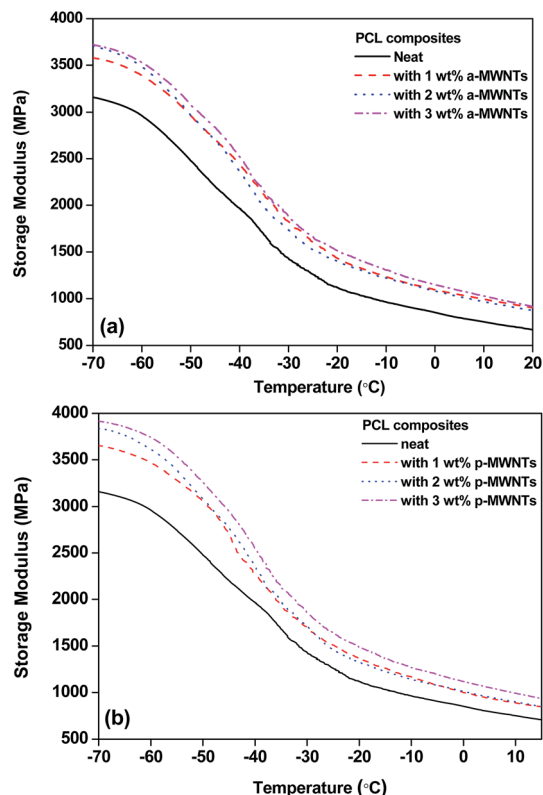 4000
3500
3000
2500
2000
1500
1000
500
Storage Modulus (MPa)
PCL composites
Neat
with 1 wt% a-MWNTs
with 2 wt% a-MWNTs
with 3 wt% a-MWNTs
(a)
-70 -60 -50 -40 -30 -20 -10 0 10 20
Temperature (°C)
4000
3500
3000
2500
2000
1500
1000
500
Storage Modulus (MPa)
PCL composites
neat
with 1 wt% p-MWNTs
with 2 wt% p-MWNTs
with 3 wt% p-MWNTs
(b)
-70 -60 -50 -40 -30 -20 -10 0 10
Temperature (°C)